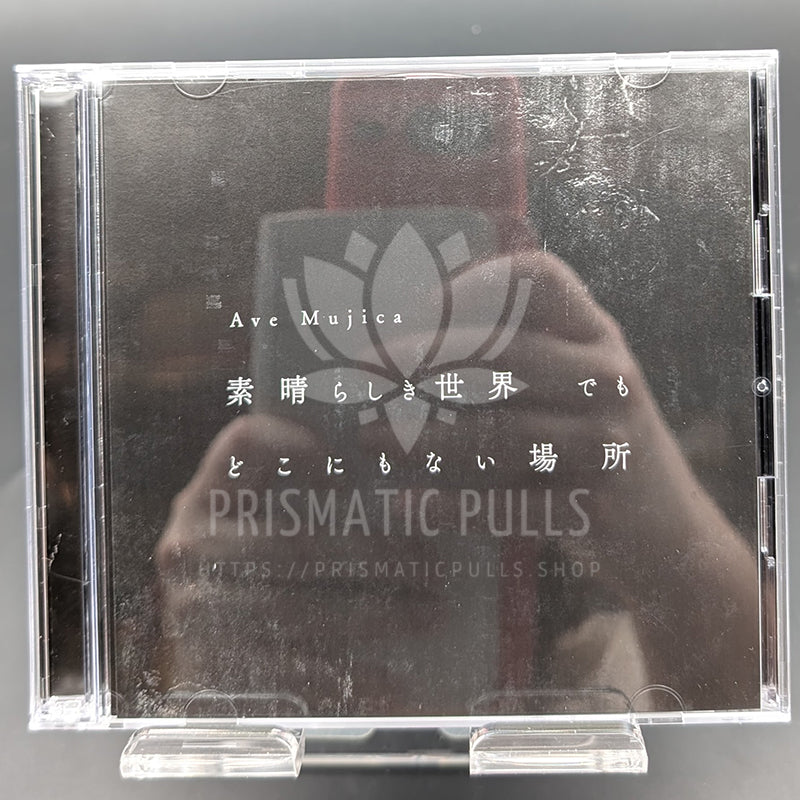 Ave Mujica
素晴らしき世界 でも
どこにもない場所
PRISMATIC PULLS
HTTPS://PRISMATICPULLS.SHOP